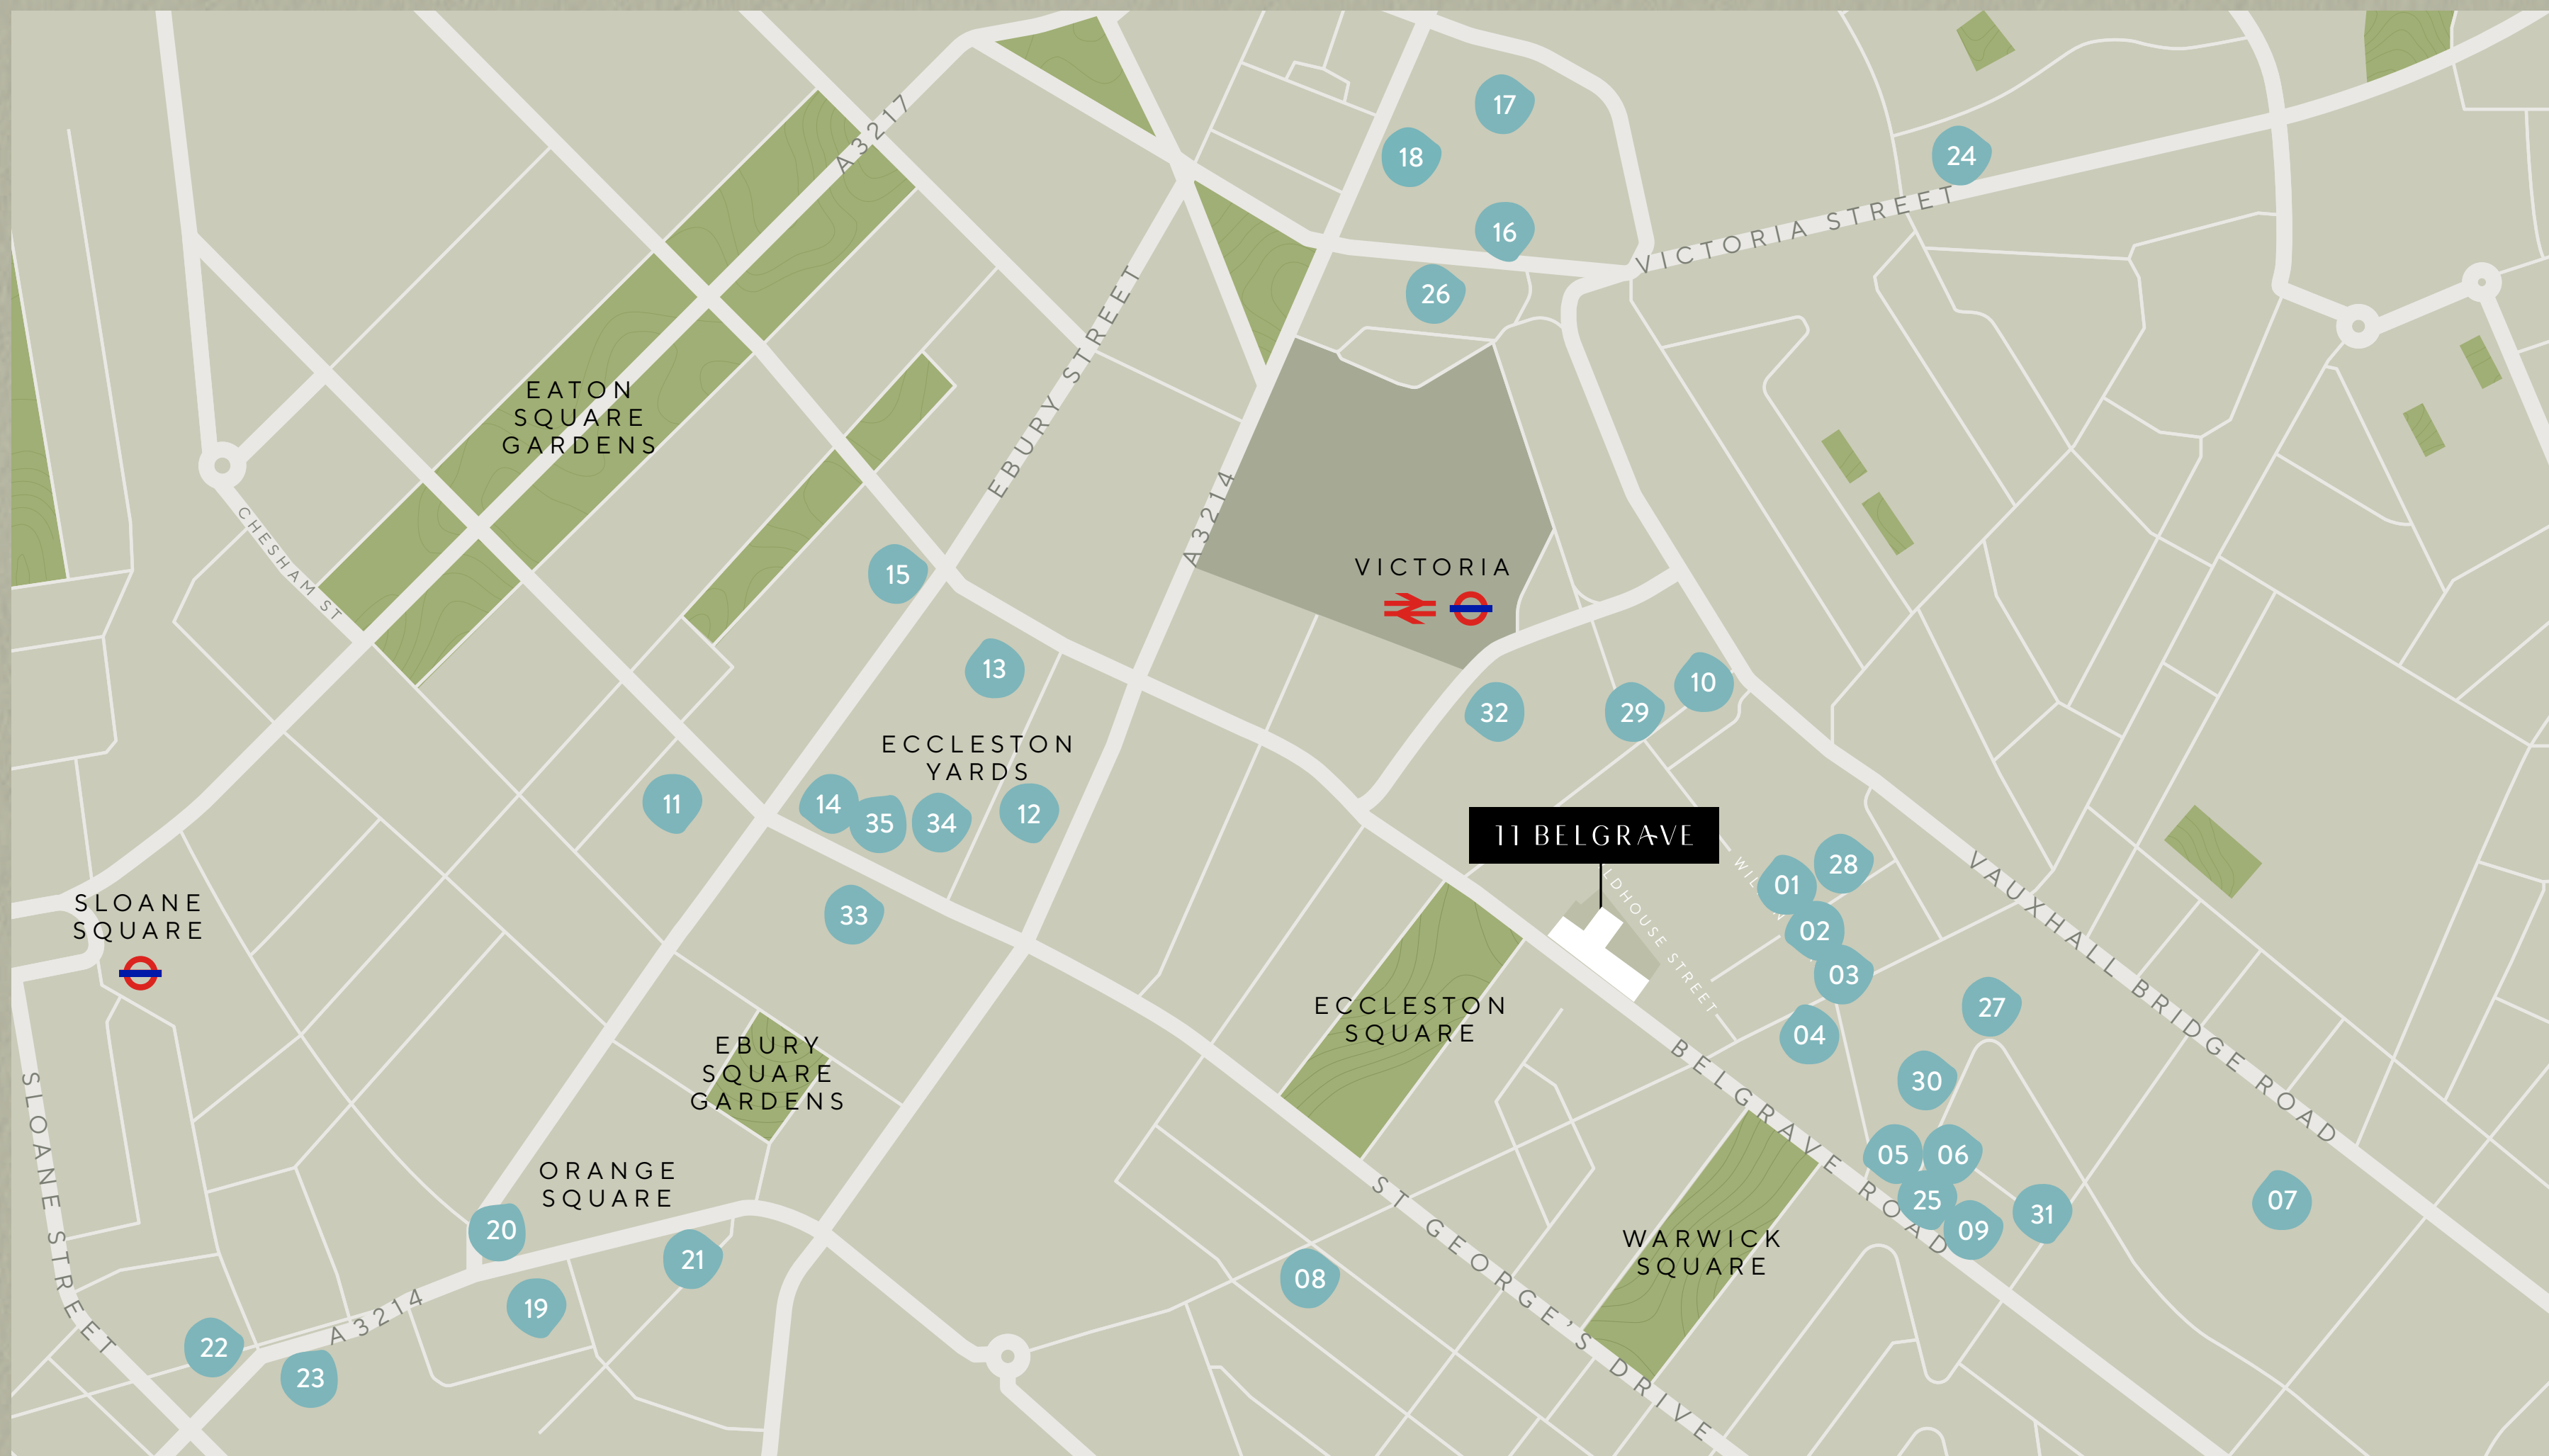 A3217
17
18
24
16
VICTORIA STREET
26
EBURY STREET
EATON
SQUARE
GARDENS
A3214
CHESHAM ST
15
VICTORIA
13
10
32
29
ECCLESTON
YARDS
11
14
35
34
12
11 BELGRAVE
28
01
VAUXHALL BRIDGE ROAD
SLOANE
SQUARE
33
02
03
ECCLESTON
SQUARE
27
04
EBURY
SQUARE
GARDENS
BELGRAVE ROAD
SLOANE STREET
30
05
06
ORANGE
SQUARE
25
07
31
09
20
ST GEORGE'S DRIVE
WARWICK
SQUARE
21
08
19
A3214
22
23